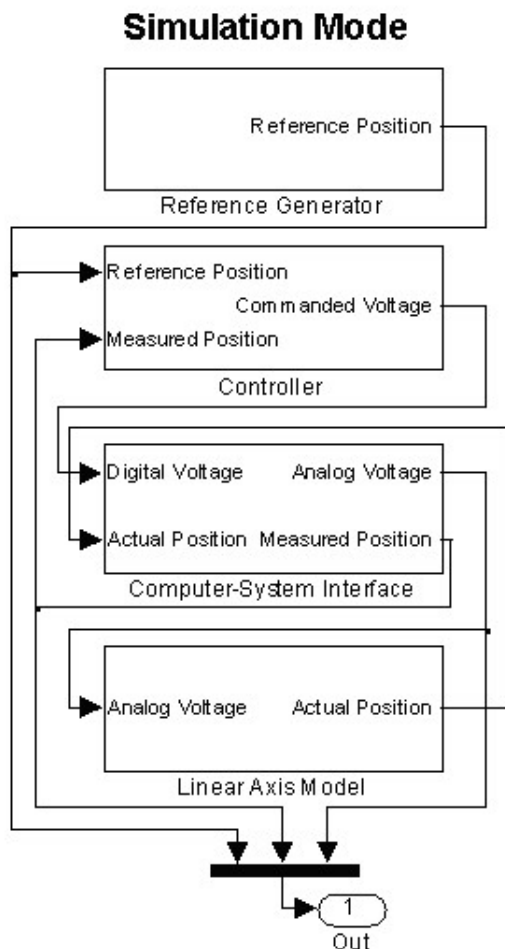 Simulation Mode
Reference Position
Reference Generator
Reference Position
Commanded Voltage
Measured Position
Controller
Digital Voltage Analog Voltage
Actual Position Measured Position
Computer-System Interface
Analog Voltage Actual Position
Linear Axis Model
1
Out